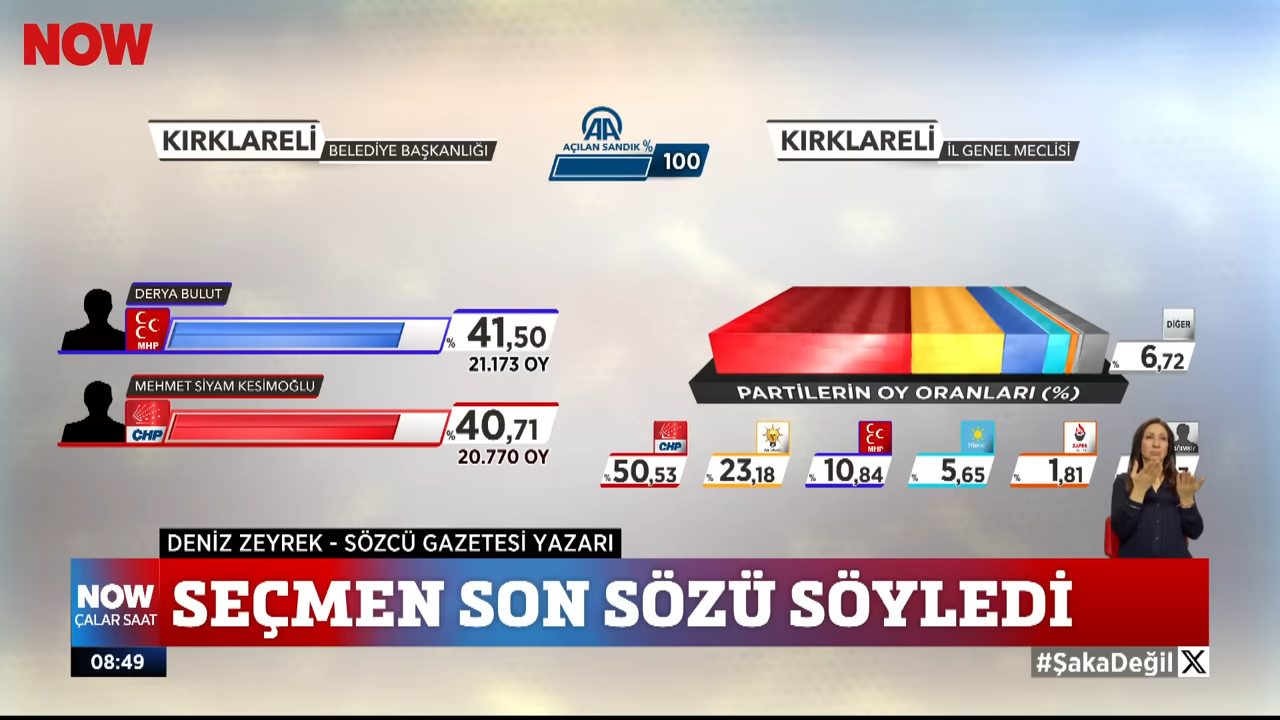 NOW
KIRKLARELİ
BELEDİYE BAŞKANLIĞI
AA
AÇILAN SANDIK %
100
KIRKLARELİ
İL GENEL MECLİSİ
DERYA BULUT
MHP
% 41,50
21.173 OY
MEHMET SİYAM KESİMOĞLU
CHP
% 40,71
20.770 OY
DİĞER
% 6,72
PARTİLERİN OY ORANLARI (%)
CHP
MHP
% 50,53
% 23,18
% 10,84
% 5,65
% 1,81
DENİZ ZEYREK - SÖZCÜ GAZETESİ YAZARI
NOW
ÇALAR SAAT
SEÇMEN SON SÖZÜ SÖYLEDİ
08:49
#ŞakaDeğil X